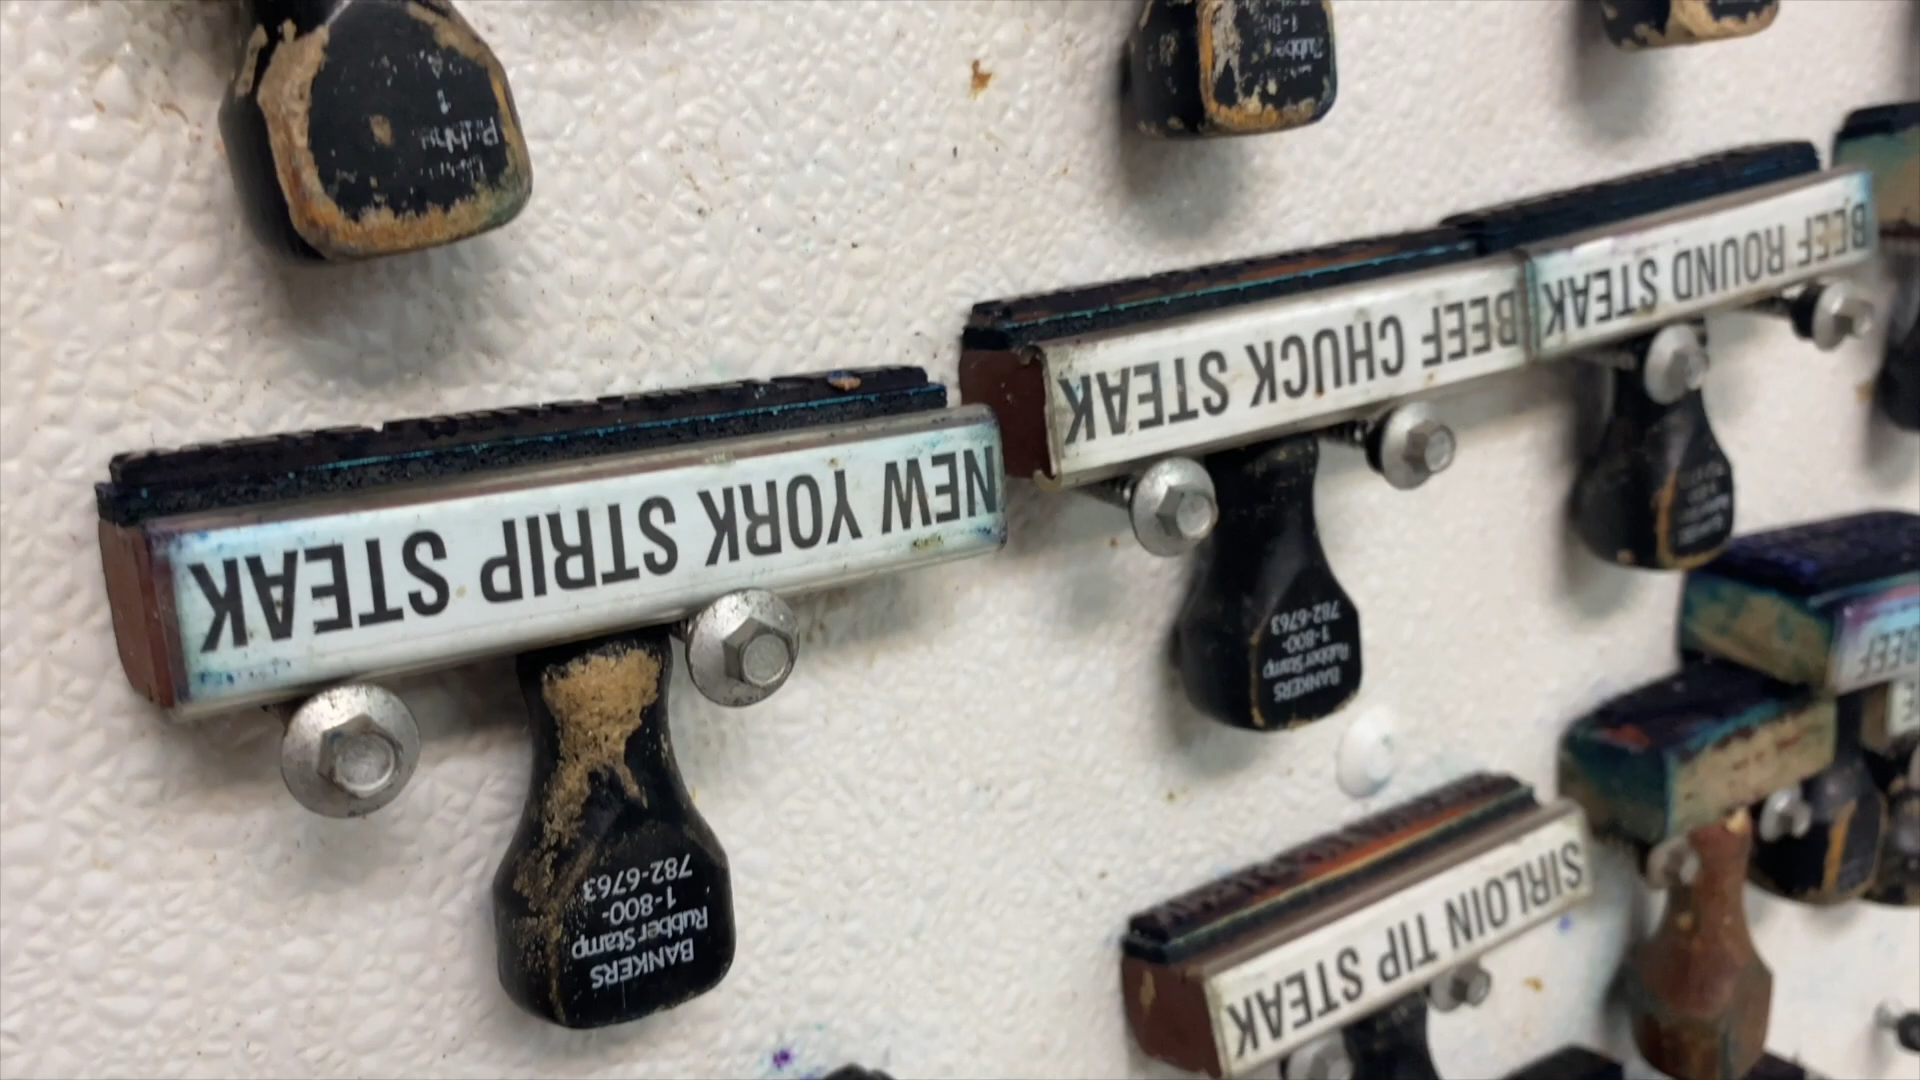 NEW YORK STRIP STEAK
BANKERS
Rubber Stamp
1-800-
782-6763
BEEF CHUCK STEAK
BANKERS
Rubber Stamp
1-800-
782-6763
BEEF ROUND STEAK
SIRLOIN TIP STEAK
BEEF